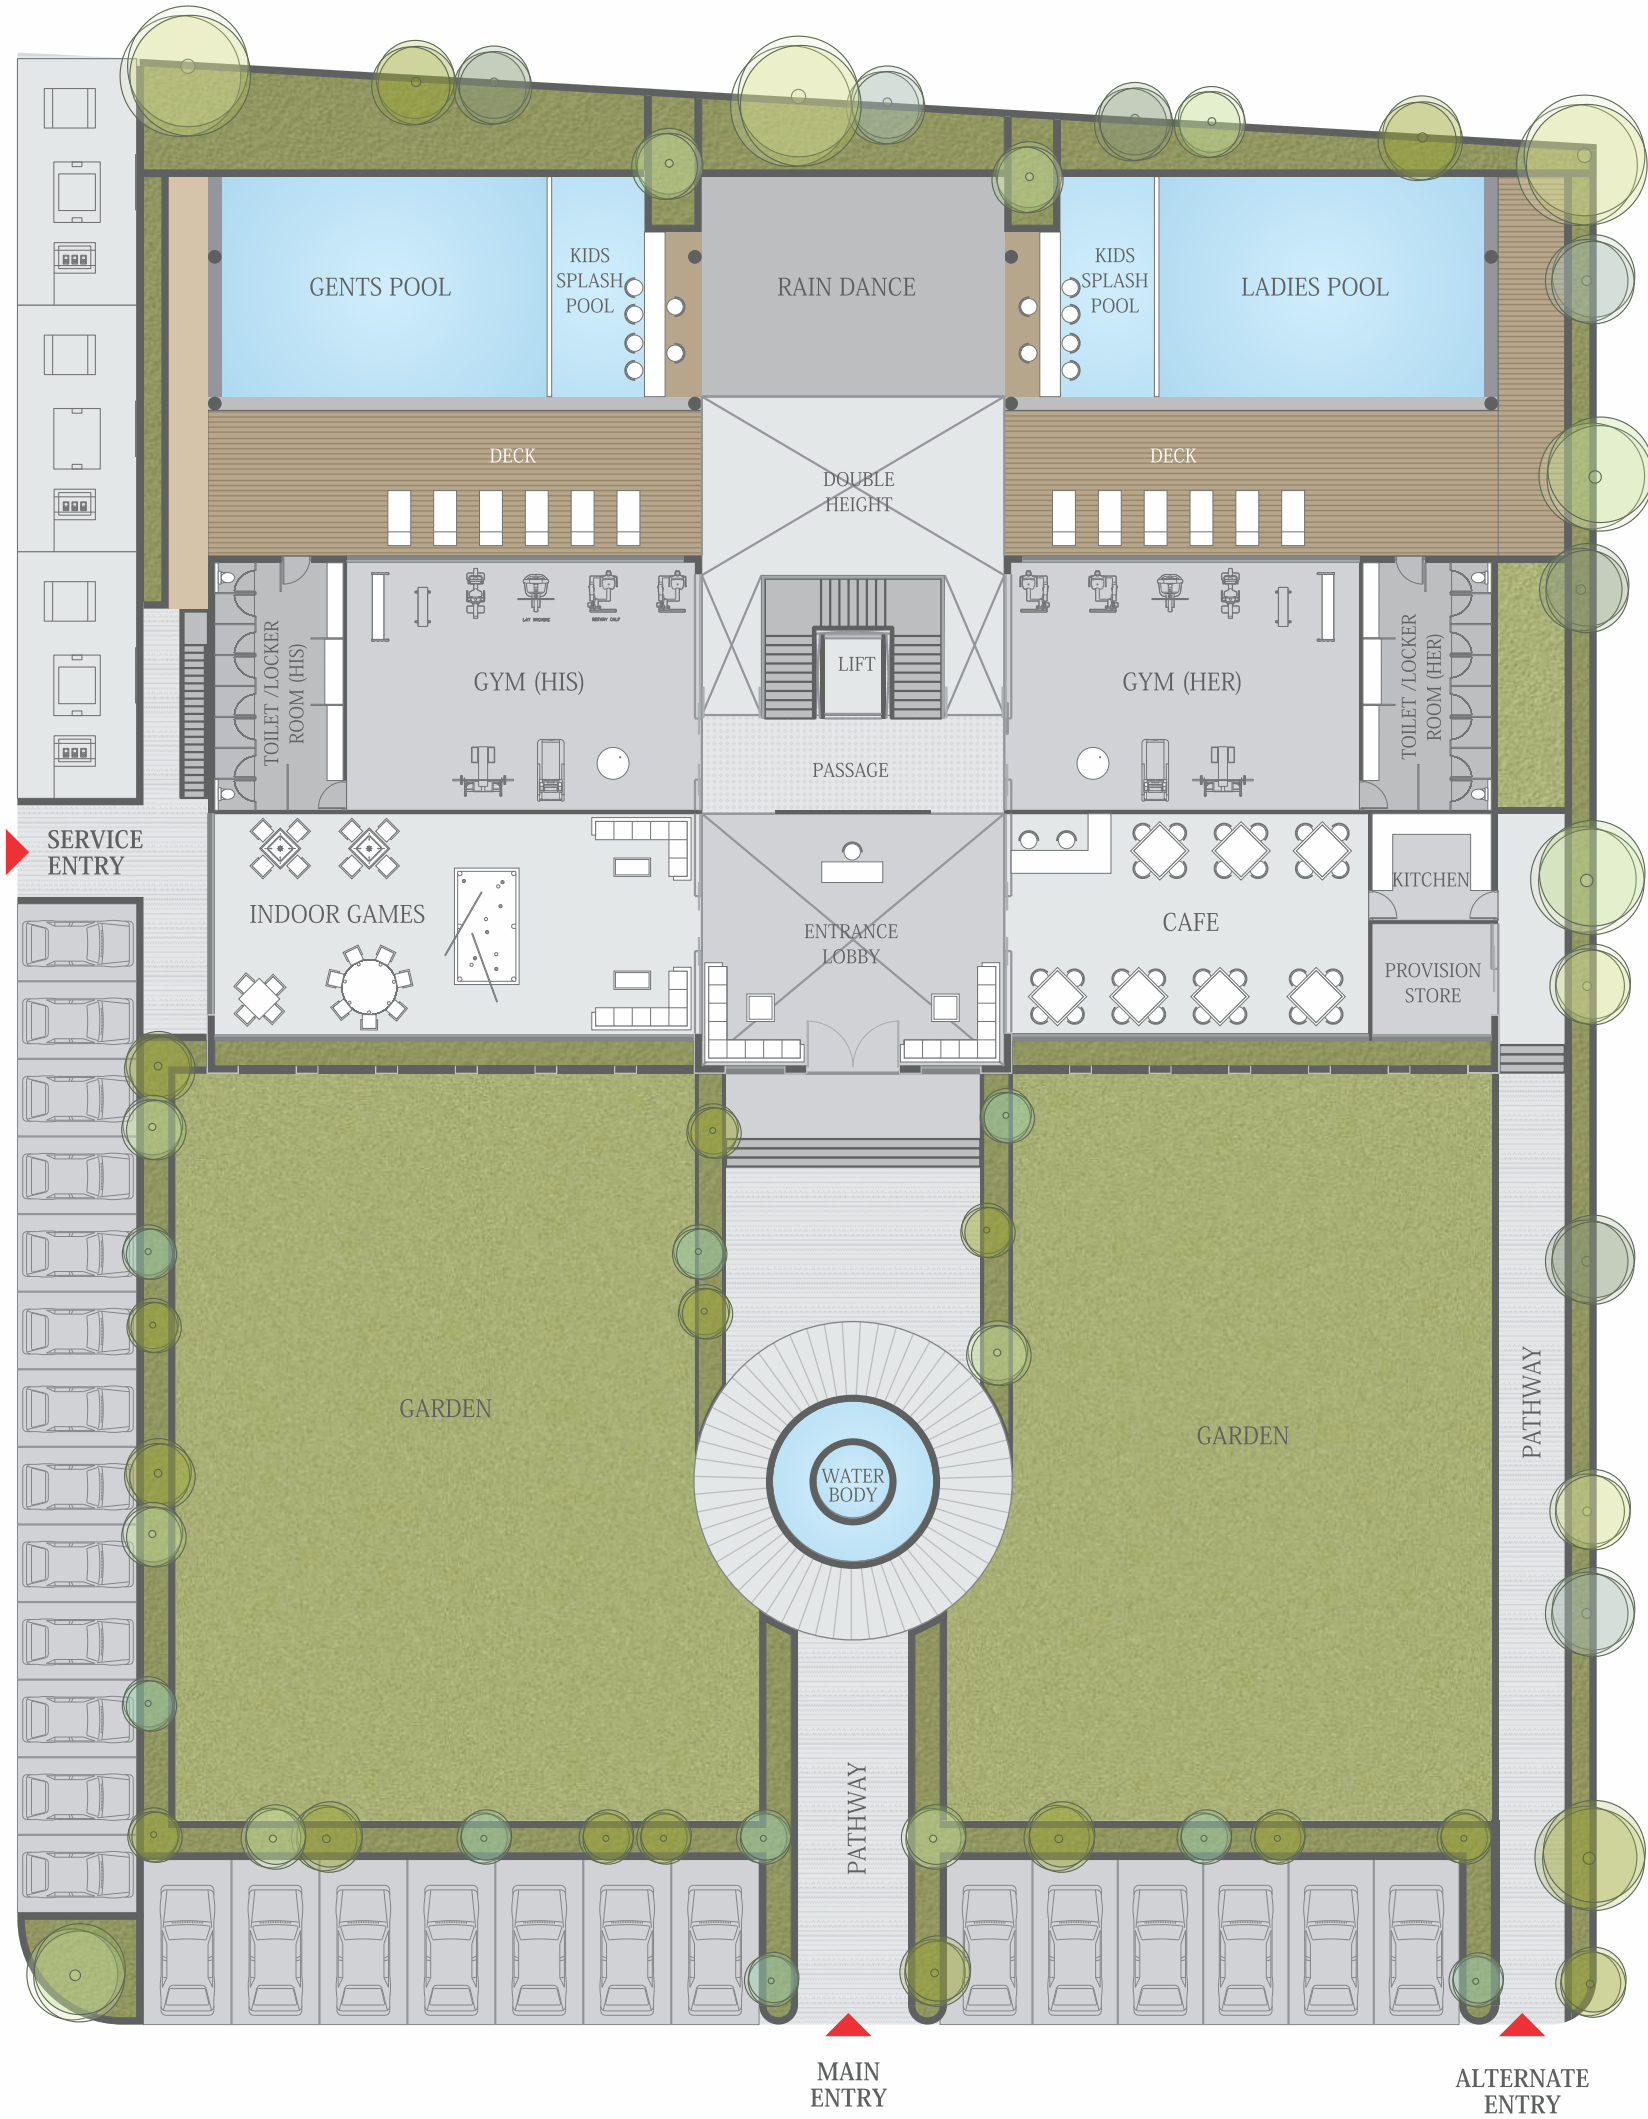 GENTS POOL
KIDS
SPLASH
POOL
RAIN DANCE
KIDS
SPLASH
POOL
LADIES POOL
DECK
DOUBLE
HEIGHT
DECK
TOILET /LOCKER
ROOM (HIS)
GYM (HIS)
LIFT
GYM (HER)
TOILET /LOCKER
ROOM (HER)
PASSAGE
SERVICE
ENTRY
INDOOR GAMES
ENTRANCE
LOBBY
CAFE
KITCHEN
PROVISION
STORE
GARDEN
GARDEN
PATHWAY
WATER
BODY
PATHWAY
MAIN
ENTRY
ALTERNATE
ENTRY